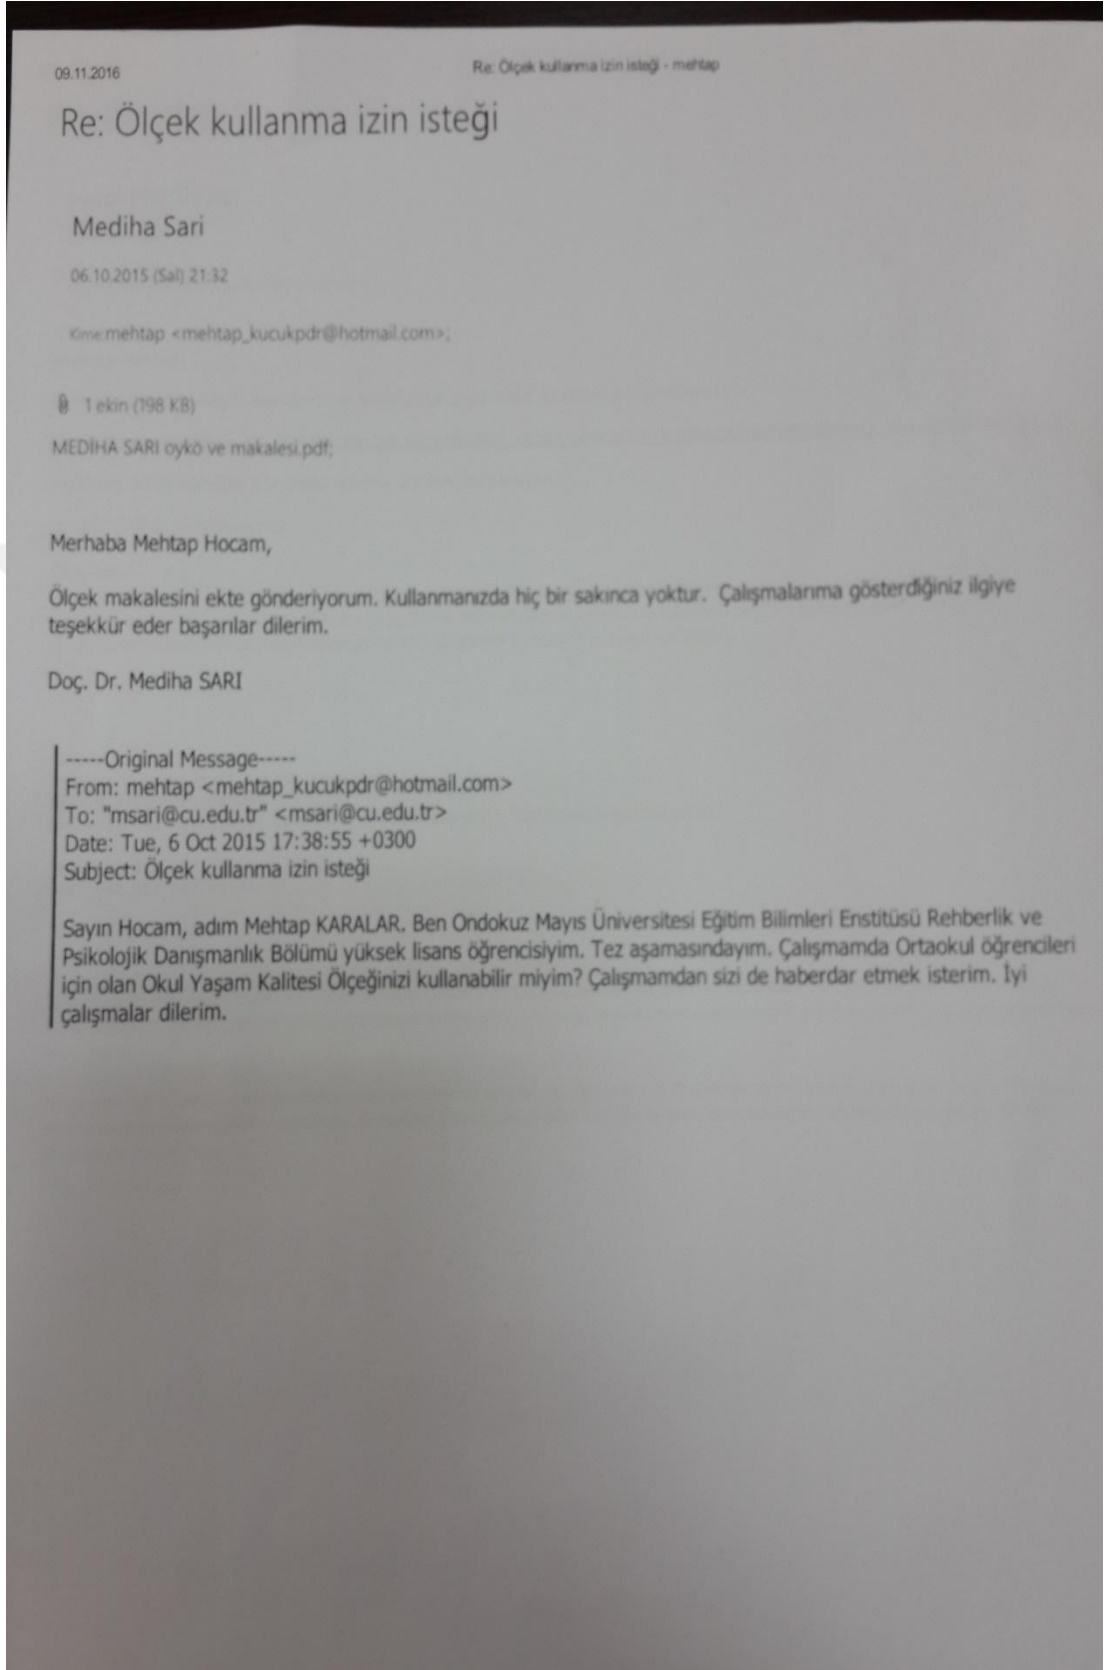 09.11.2016
Re: Ölçek kullanma izin isteği - mehtap
Re: Ölçek kullanma izin isteği
Mediha Sari
06.10.2015 (Sal) 21:32
Kime:mehtap <mehtap_kucukpdr@hotmail.com>;
1 ekin (198 KB)
MEDİHA SARI oykö ve makalesi.pdf;
Merhaba Mehtap Hocam,
Ölçek makalesini ekte gönderiyorum. Kullanmanızda hiç bir sakınca yoktur. Çalışmalarıma gösterdiğiniz ilgiye
teşekkür eder başarılar dilerim.
Doç. Dr. Mediha SARI
-----Original Message-----
From: mehtap <mehtap_kucukpdr@hotmail.com>
To: "msari@cu.edu.tr" <msari@cu.edu.tr>
Date: Tue, 6 Oct 2015 17:38:55 +0300
Subject: Ölçek kullanma izin isteği
Sayın Hocam, adım Mehtap KARALAR. Ben Ondokuz Mayıs Üniversitesi Eğitim Bilimleri Enstitüsü Rehberlik ve
Psikolojik Danışmanlık Bölümü yüksek lisans öğrencisiyim. Tez aşamasındayım. Çalışmamda Ortaokul öğrencileri
için olan Okul Yaşam Kalitesi Ölçeğinizi kullanabilir miyim? Çalışmamdan sizi de haberdar etmek isterim. İyi
çalışmalar dilerim.